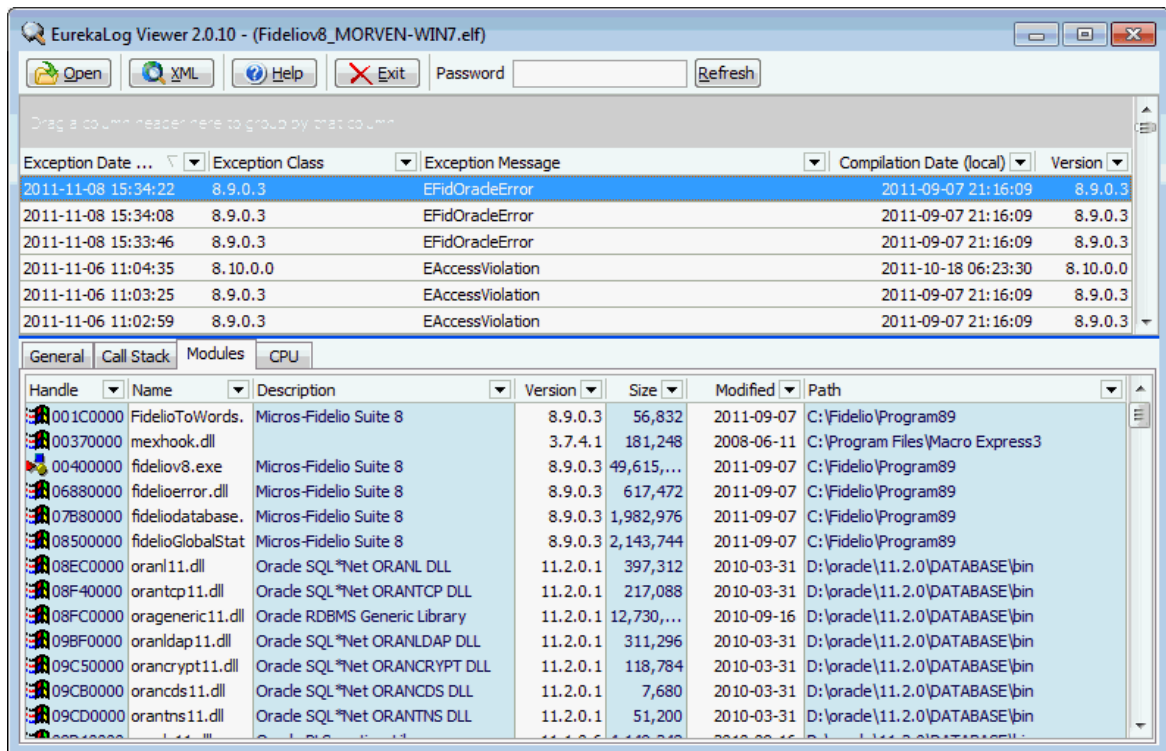 EurekaLog Viewer 2.0.10 - (Fideliov8_MORVEN-WIN7.elf)
Open XML Help Exit Password Refresh
Drag a column header here to group by that column
Exception Date ... Exception Class Exception Message Compilation Date (local) Version
2011-11-08 15:34:22 8.9.0.3 EFidOracleError 2011-09-07 21:16:09 8.9.0.3
2011-11-08 15:34:08 8.9.0.3 EFidOracleError 2011-09-07 21:16:09 8.9.0.3
2011-11-08 15:33:46 8.9.0.3 EFidOracleError 2011-09-07 21:16:09 8.9.0.3
2011-11-06 11:04:35 8.10.0.0 EAccessViolation 2011-10-18 06:23:30 8.10.0.0
2011-11-06 11:03:25 8.9.0.3 EAccessViolation 2011-09-07 21:16:09 8.9.0.3
2011-11-06 11:02:59 8.9.0.3 EAccessViolation 2011-09-07 21:16:09 8.9.0.3
General Call Stack Modules CPU
Handle Name Description Version Size Modified Path
001C0000 FidelioToWords. Micros-Fidelio Suite 8 8.9.0.3 56,832 2011-09-07 C:\Fidelio\Program89
00370000 mexhook.dll 3.7.4.1 181,248 2008-06-11 C:\Program Files\Macro Express3
00400000 fideliov8.exe Micros-Fidelio Suite 8 8.9.0.3 49,615,... 2011-09-07 C:\Fidelio\Program89
06880000 fidelioerror.dll Micros-Fidelio Suite 8 8.9.0.3 617,472 2011-09-07 C:\Fidelio\Program89
07B80000 fideliodatabase. Micros-Fidelio Suite 8 8.9.0.3 1,982,976 2011-09-07 C:\Fidelio\Program89
08500000 fidelioGlobalStat Micros-Fidelio Suite 8 8.9.0.3 2,143,744 2011-09-07 C:\Fidelio\Program89
08EC0000 oranl11.dll Oracle SQL*Net ORANL DLL 11.2.0.1 397,312 2010-03-31 D:\oracle\11.2.0\DATABASE\bin
08F40000 orantcp11.dll Oracle SQL*Net ORANTCP DLL 11.2.0.1 217,088 2010-03-31 D:\oracle\11.2.0\DATABASE\bin
08FC0000 orageneric11.dll Oracle RDBMS Generic Library 11.2.0.1 12,730,... 2010-09-16 D:\oracle\11.2.0\DATABASE\bin
09BF0000 oranldap11.dll Oracle SQL*Net ORANLDAP DLL 11.2.0.1 311,296 2010-03-31 D:\oracle\11.2.0\DATABASE\bin
09C50000 orancrypt11.dll Oracle SQL*Net ORANCRYPT DLL 11.2.0.1 118,784 2010-03-31 D:\oracle\11.2.0\DATABASE\bin
09CB0000 orancds11.dll Oracle SQL*Net ORANCDS DLL 11.2.0.1 7,680 2010-03-31 D:\oracle\11.2.0\DATABASE\bin
09CD0000 orantns11.dll Oracle SQL*Net ORANTNS DLL 11.2.0.1 51,200 2010-03-31 D:\oracle\11.2.0\DATABASE\bin